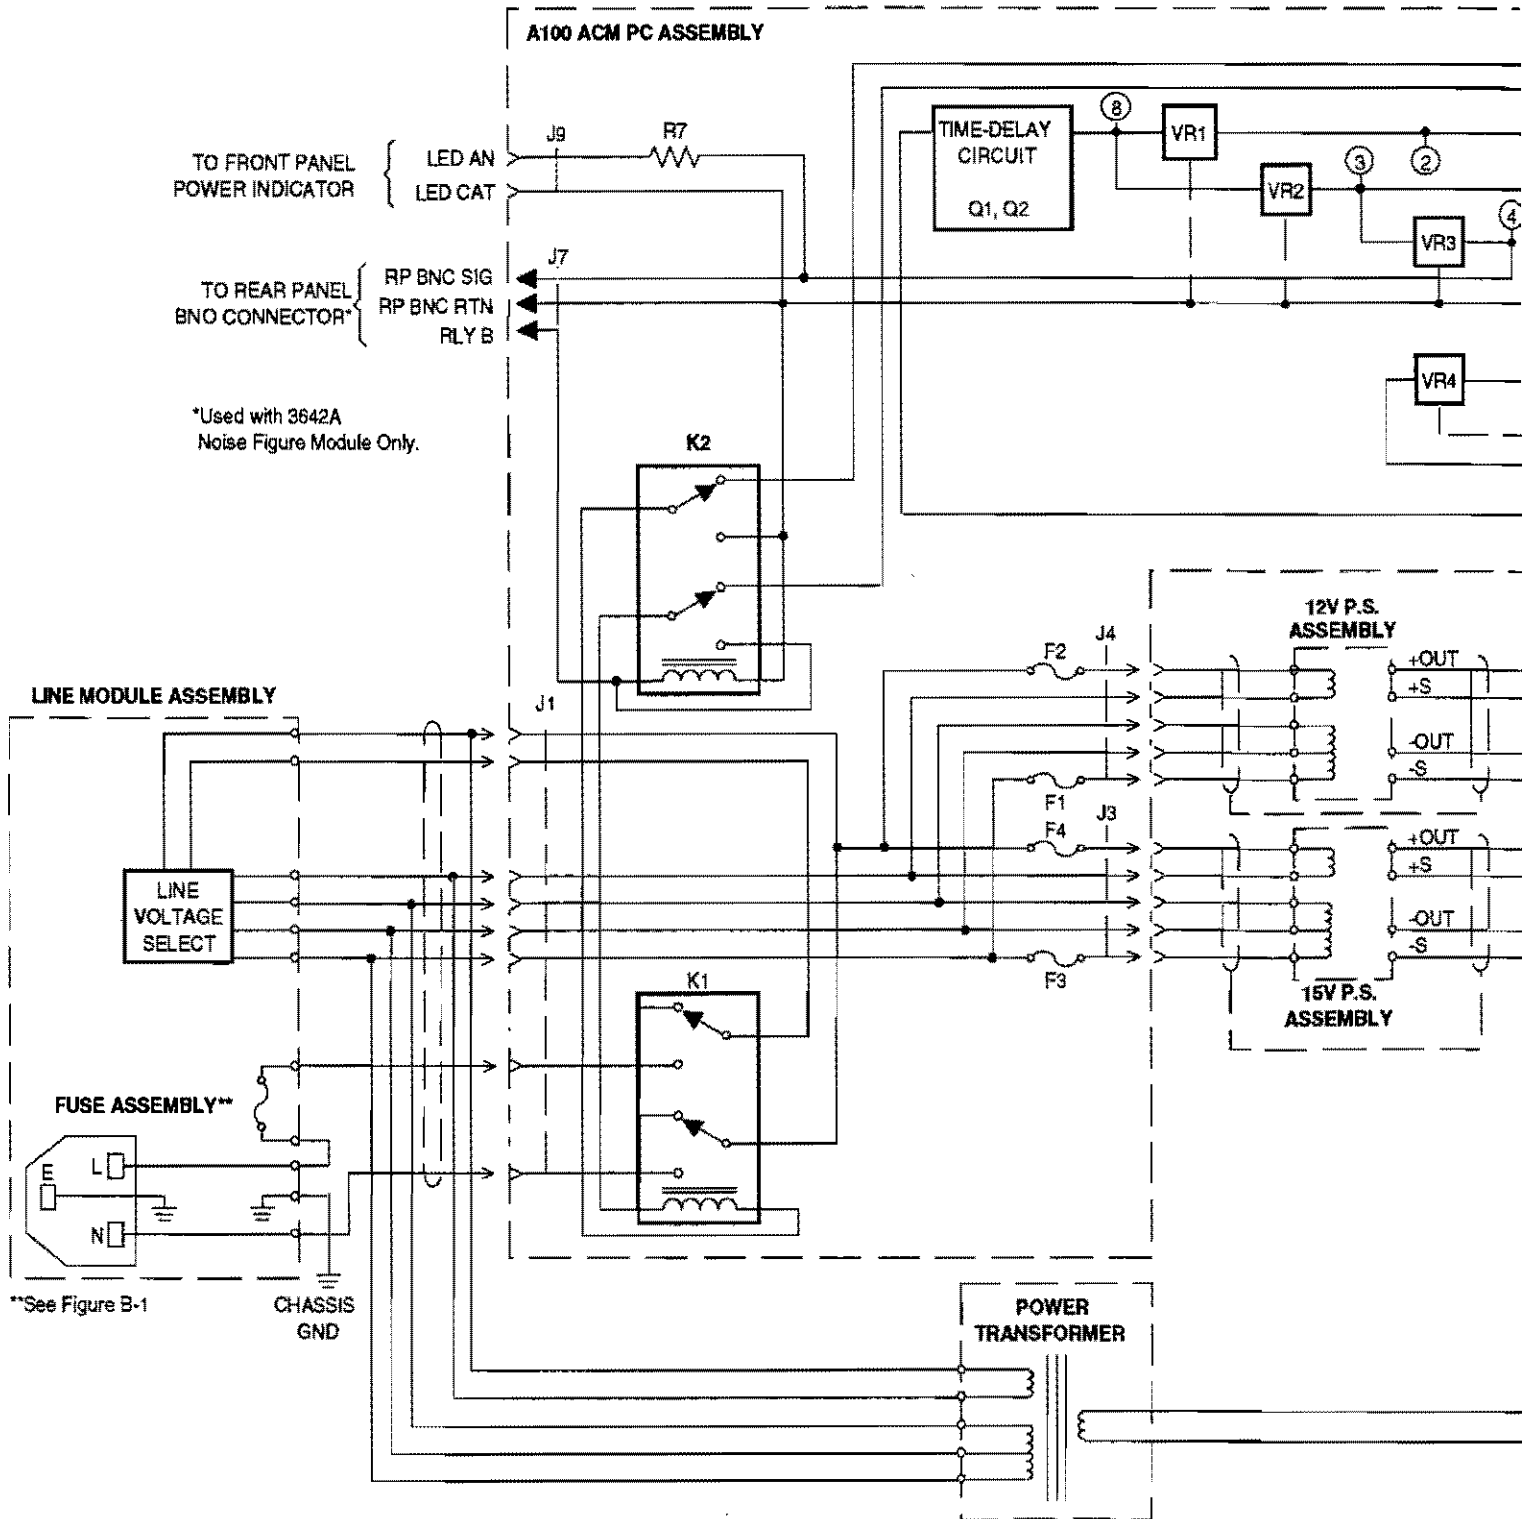 A100 ACM PC ASSEMBLY
TO FRONT PANEL
POWER INDICATOR
LED AN
LED CAT
J9
R7
TIME-DELAY
CIRCUIT
Q1, Q2
8
VR1
2
VR2
3
VR3
4
TO REAR PANEL
BNO CONNECTOR*
RP BNC SIG
RP BNC RTN
RLY B
J7
VR4
*Used with 3642A
Noise Figure Module Only.
K2
12V P.S.
ASSEMBLY
F2
J4
+OUT
+S
-OUT
-S
F1
LINE MODULE ASSEMBLY
J1
F4
J3
+OUT
+S
-OUT
-S
F3
15V P.S.
ASSEMBLY
LINE
VOLTAGE
SELECT
K1
FUSE ASSEMBLY**
L
E
N
**See Figure B-1
CHASSIS
GND
POWER
TRANSFORMER